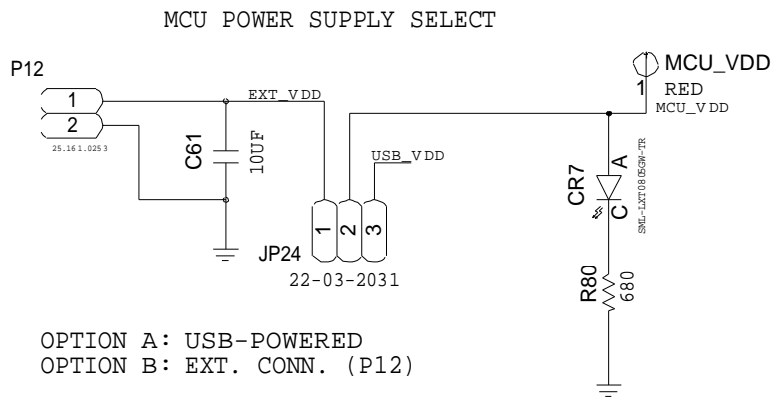 MCU POWER SUPPLY SELECT
P12
1
2
25.161.0253
EXT_VDD
C61
10UF
USB_VDD
1
2
3
JP24
22-03-2031
MCU_VDD
1
RED
MCU_VDD
A
CR7
C
SML-LXT0805GW-TR
R80
680
OPTION A: USB-POWERED
OPTION B: EXT. CONN. (P12)